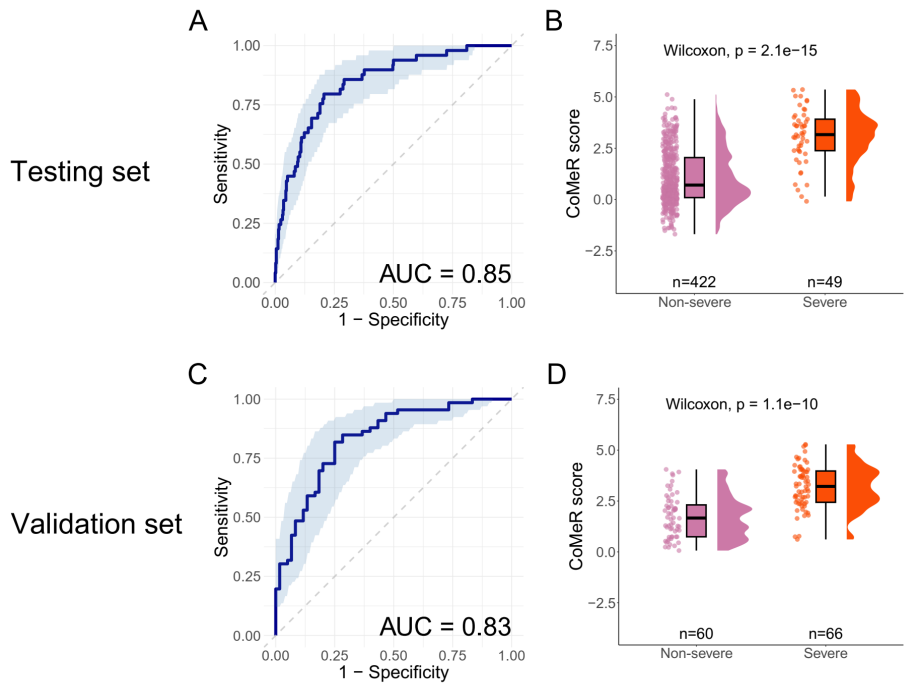 A
B
Testing set
1.00
0.75
0.50
0.25
0.00
Sensitivity
AUC = 0.85
0.00 0.25 0.50 0.75 1.00
1 − Specificity
7.5
5.0
2.5
0.0
−2.5
CoMeR score
Wilcoxon, p = 2.1e−15
n=422 n=49
Non−severe Severe
C
D
Validation set
1.00
0.75
0.50
0.25
0.00
Sensitivity
AUC = 0.83
0.00 0.25 0.50 0.75 1.00
1 − Specificity
7.5
5.0
2.5
0.0
−2.5
CoMeR score
Wilcoxon, p = 1.1e−10
n=60 n=66
Non−severe Severe